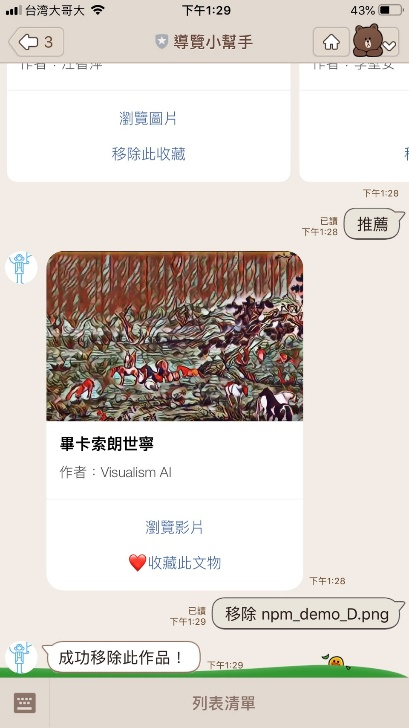 台湾大哥大 下午1:29 43%
3 導覽小幫手
瀏覽圖片
移除此收藏
下午1:28
已讀
下午1:28
推薦
畢卡索朗世寧
作者：Visualism AI
瀏覽影片
❤️收藏此文物
下午1:28
已讀
下午1:29
移除 npm_demo_D.png
成功移除此作品！
下午1:29
列表清單